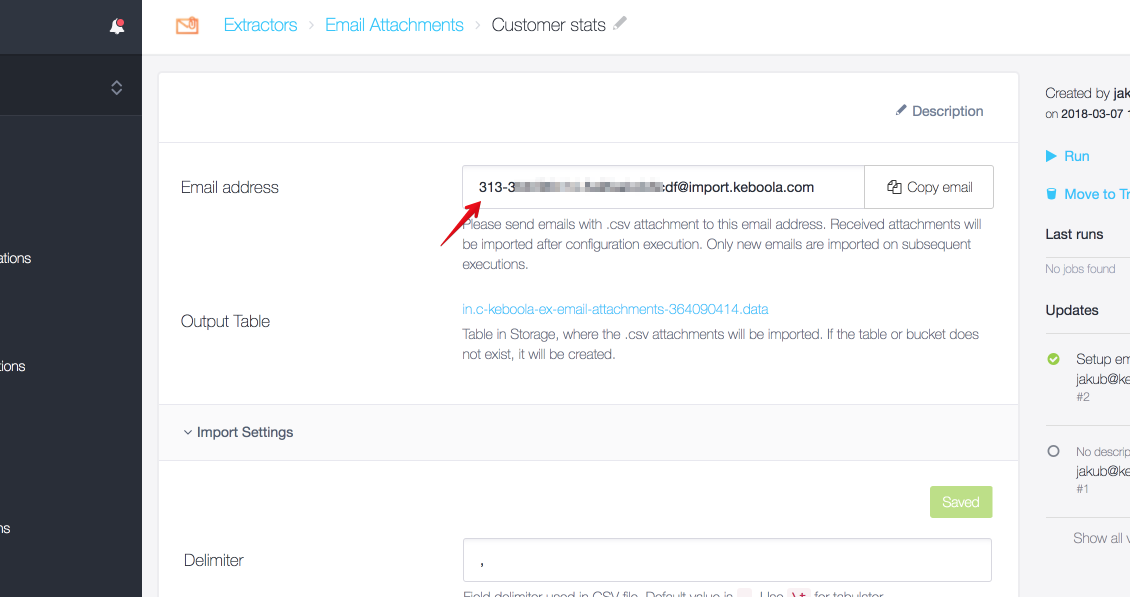 Extractors > Email Attachments > Customer stats
Description
Email address
313-3 cdf@import.keboola.com
Copy email
Please send emails with .csv attachment to this email address. Received attachments will
be imported after configuration execution. Only new emails are imported on subsequent
executions.
Output Table
in.c-keboola-ex-email-attachments-364090414.data
Table in Storage, where the .csv attachments will be imported. If the table or bucket does
not exist, it will be created.
Import Settings
Saved
Delimiter
,
Field delimiter used in CSV file. Default value is , . Use \t for tabulator.
ations
tions
ns
Created by jak
on 2018-03-07 1
Run
Move to Tr
Last runs
No jobs found
Updates
Setup em
jakub@ke
#2
No descrip
jakub@ke
#1
Show all v